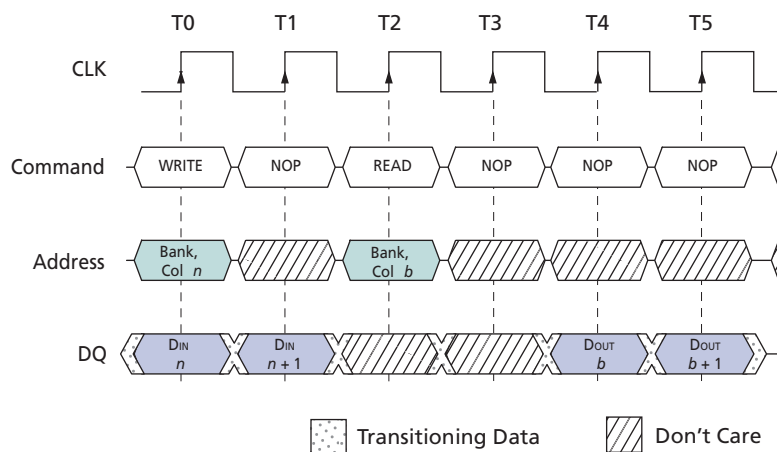 T0 T1 T2 T3 T4 T5
CLK
Command WRITE NOP READ NOP NOP NOP
Address Bank, Col n Bank, Col b
DQ DIN n DIN n + 1 DOUT b DOUT b + 1
Transitioning Data Don't Care